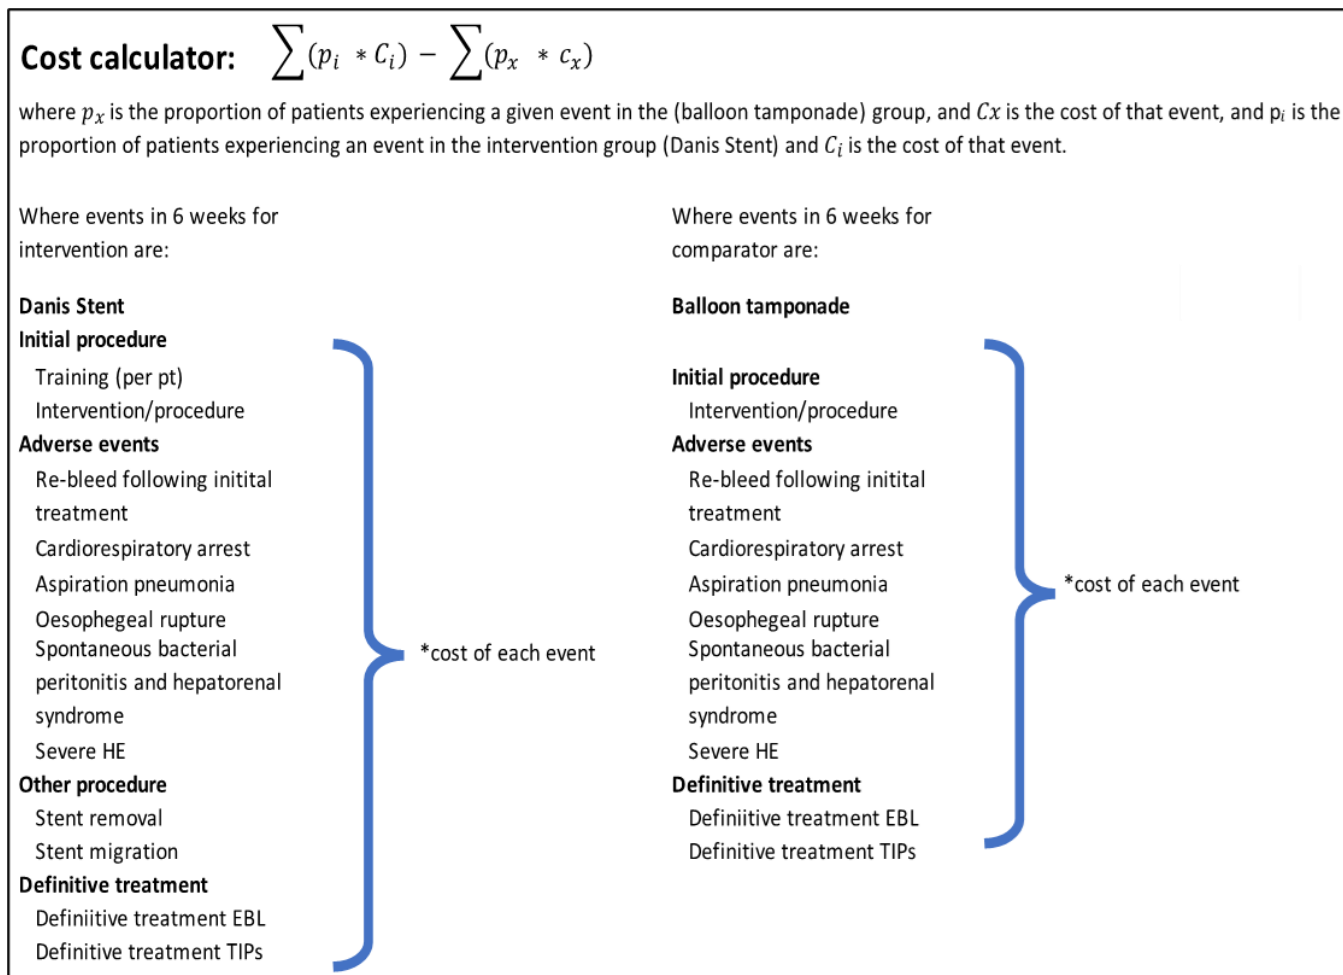 Cost calculator: ∑(pᵢ * Cᵢ) − ∑(pₓ * cₓ)
where pₓ is the proportion of patients experiencing a given event in the (balloon tamponade) group, and Cx is the cost of that event, and pᵢ is the
proportion of patients experiencing an event in the intervention group (Danis Stent) and Cᵢ is the cost of that event.
Where events in 6 weeks for
intervention are:
Danis Stent
Initial procedure
Training (per pt)
Intervention/procedure
Adverse events
Re-bleed following initital
treatment
Cardiorespiratory arrest
Aspiration pneumonia
Oesophegeal rupture
Spontaneous bacterial
peritonitis and hepatorenal
syndrome
Severe HE
Other procedure
Stent removal
Stent migration
Definitive treatment
Definiitive treatment EBL
Definitive treatment TIPs
*cost of each event
Where events in 6 weeks for
comparator are:
Balloon tamponade
Initial procedure
Intervention/procedure
Adverse events
Re-bleed following initital
treatment
Cardiorespiratory arrest
Aspiration pneumonia
Oesophegeal rupture
Spontaneous bacterial
peritonitis and hepatorenal
syndrome
Severe HE
Definitive treatment
Definiitive treatment EBL
Definitive treatment TIPs
*cost of each event